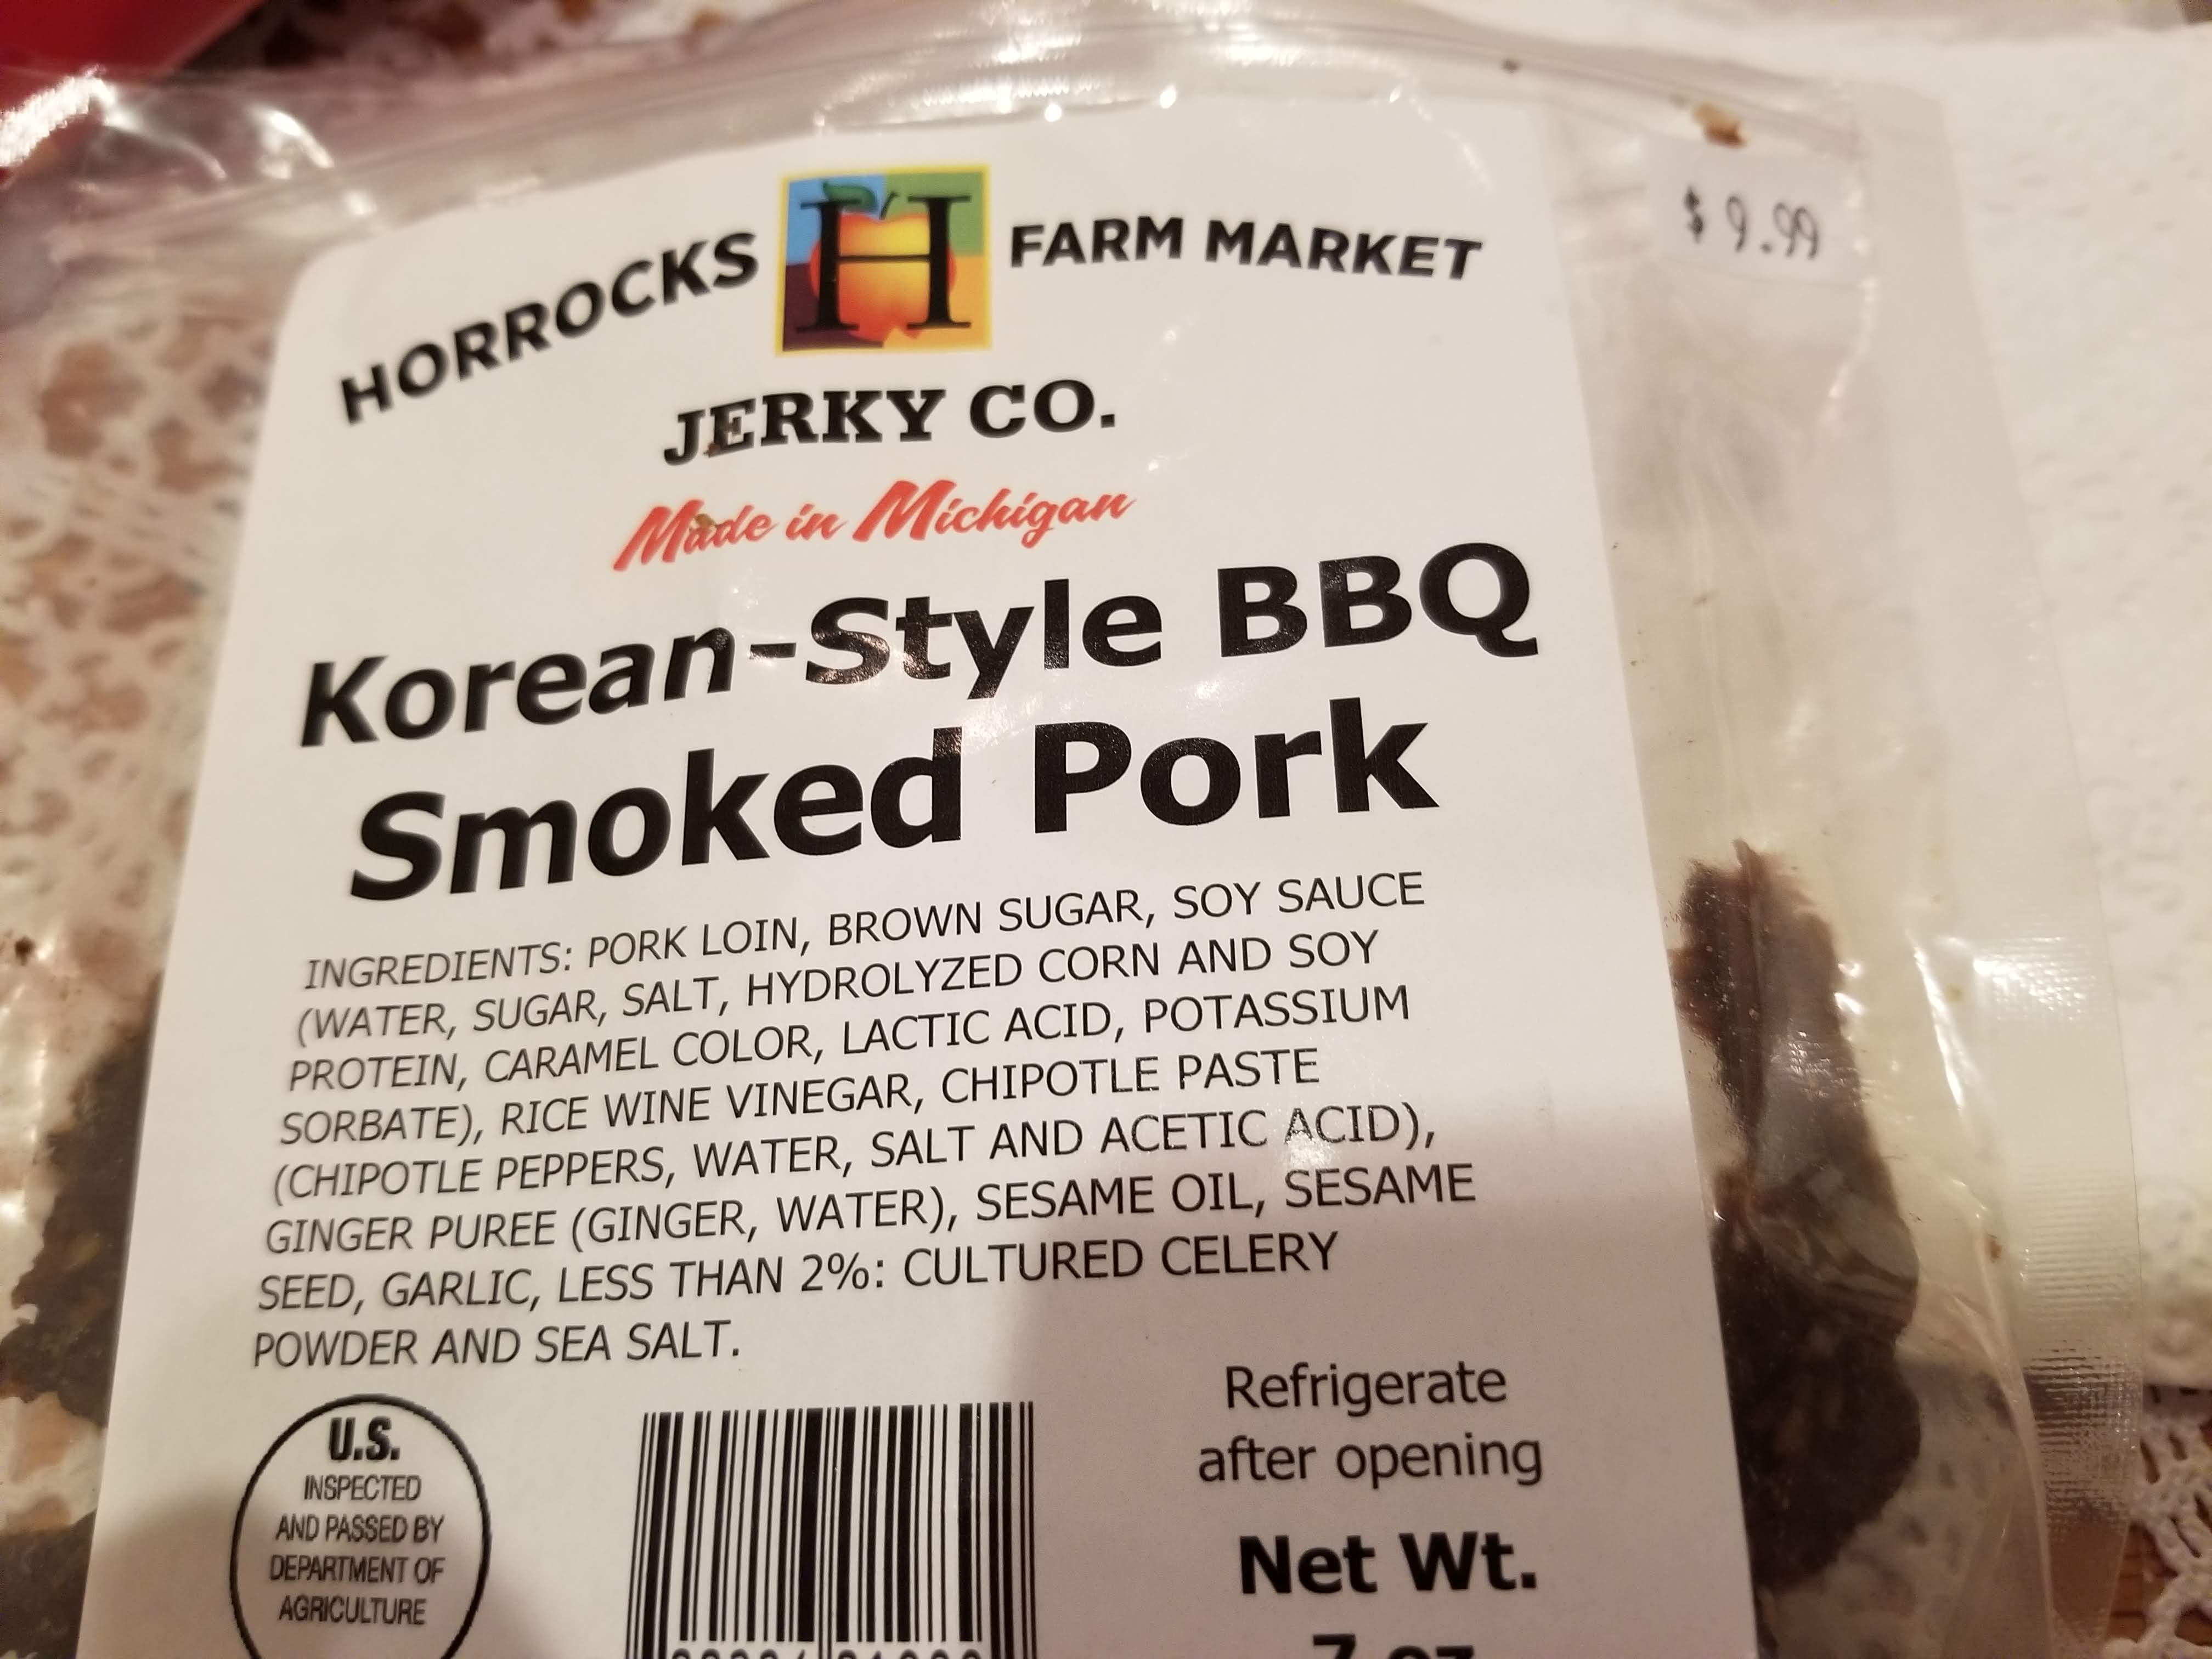 $ 9.99
HORROCKS H FARM MARKET
JERKY CO.
Made in Michigan
Korean-Style BBQ
Smoked Pork
INGREDIENTS: PORK LOIN, BROWN SUGAR, SOY SAUCE
(WATER, SUGAR, SALT, HYDROLYZED CORN AND SOY
PROTEIN, CARAMEL COLOR, LACTIC ACID, POTASSIUM
SORBATE), RICE WINE VINEGAR, CHIPOTLE PASTE
(CHIPOTLE PEPPERS, WATER, SALT AND ACETIC ACID),
GINGER PUREE (GINGER, WATER), SESAME OIL, SESAME
SEED, GARLIC, LESS THAN 2%: CULTURED CELERY
POWDER AND SEA SALT.
U.S.
INSPECTED
AND PASSED BY
DEPARTMENT OF
AGRICULTURE
Refrigerate
after opening
Net Wt.
7 oz